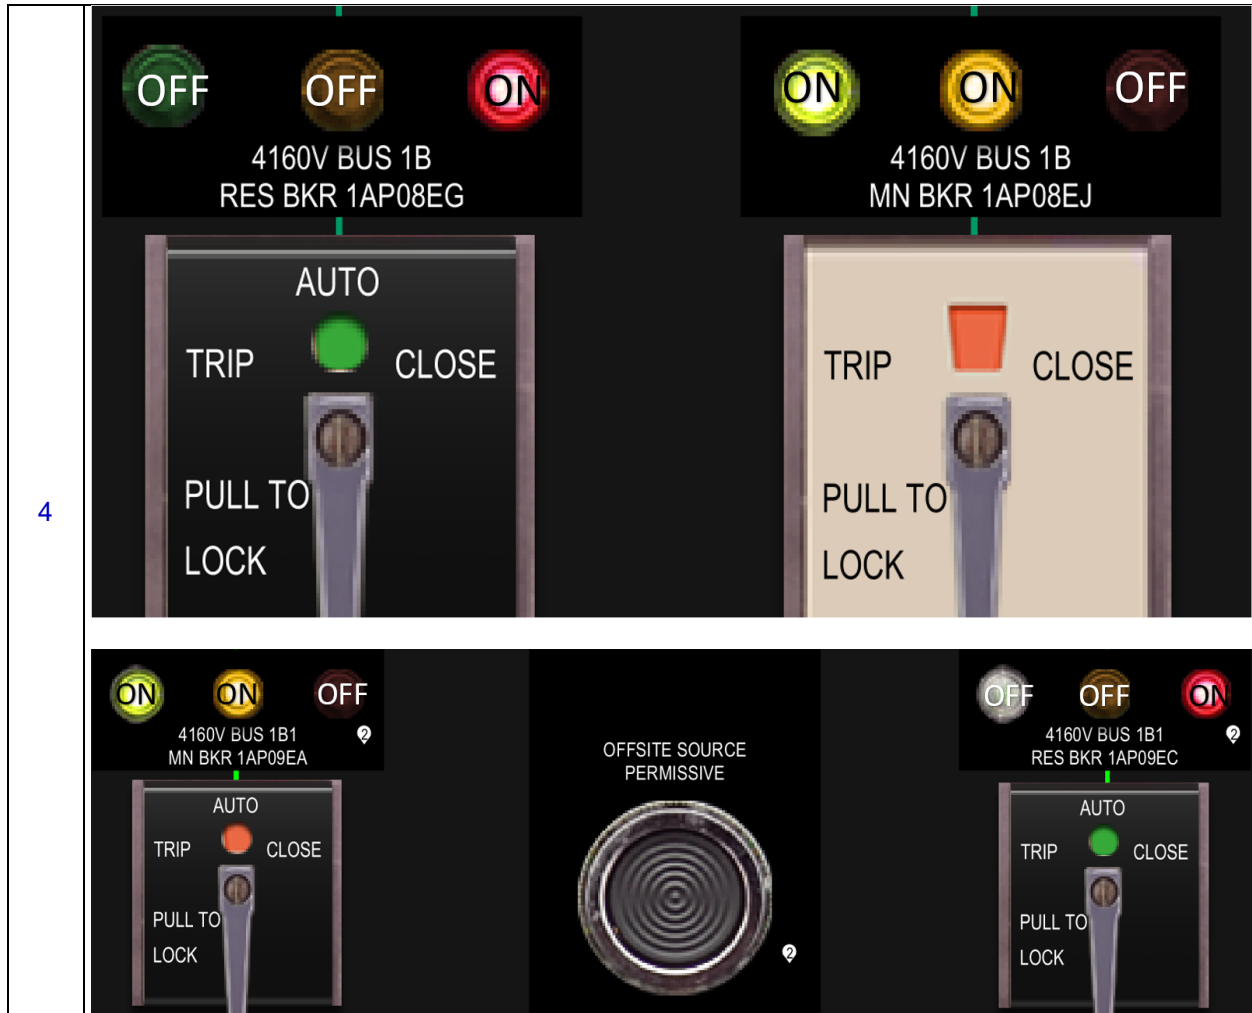 4
OFF OFF ON
4160V BUS 1B
RES BKR 1AP08EG
AUTO
TRIP CLOSE
PULL TO
LOCK
ON ON OFF
4160V BUS 1B
MN BKR 1AP08EJ
TRIP CLOSE
PULL TO
LOCK
ON ON OFF
4160V BUS 1B1
MN BKR 1AP09EA
2
AUTO
TRIP CLOSE
PULL TO
LOCK
OFFSITE SOURCE
PERMISSIVE
2
OFF OFF ON
4160V BUS 1B1
RES BKR 1AP09EC
2
AUTO
TRIP CLOSE
PULL TO
LOCK